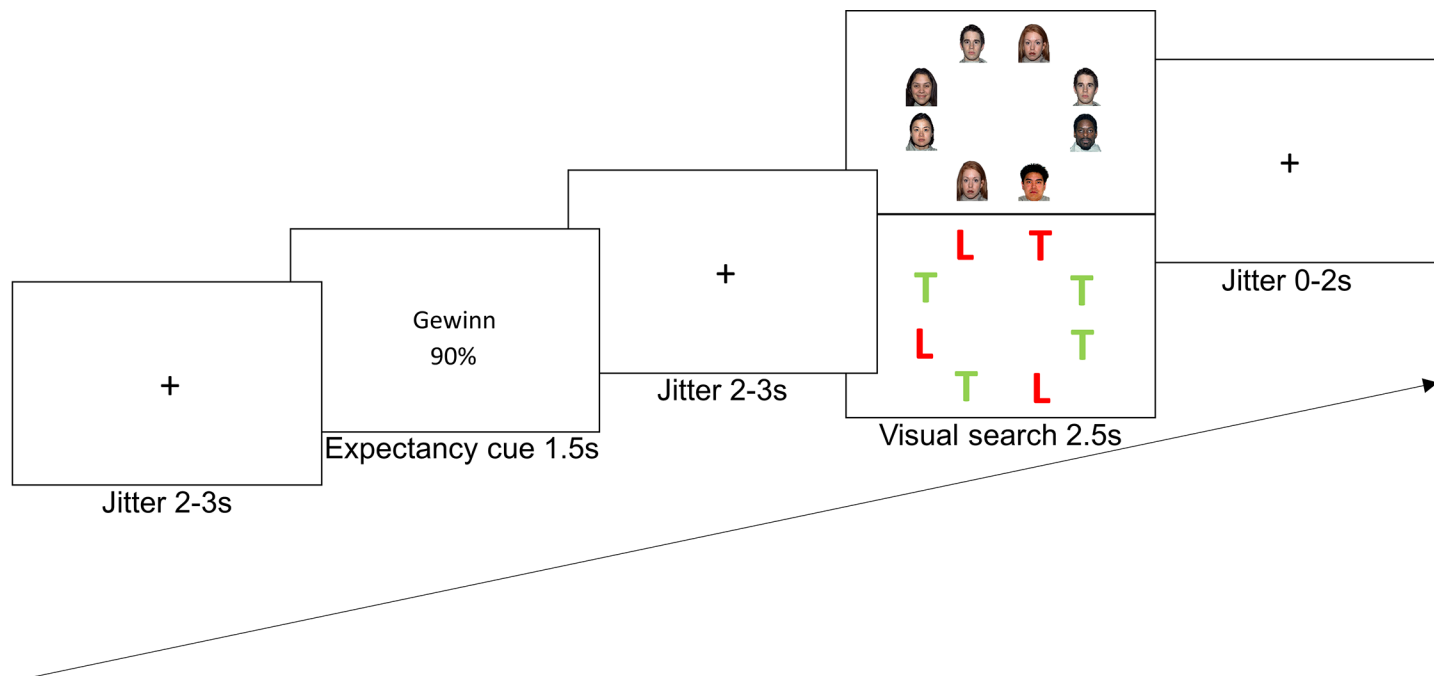 +
Jitter 2-3s
Gewinn
90%
Expectancy cue 1.5s
+
Jitter 2-3s
L T
T T
L T
T L
Visual search 2.5s
+
Jitter 0-2s